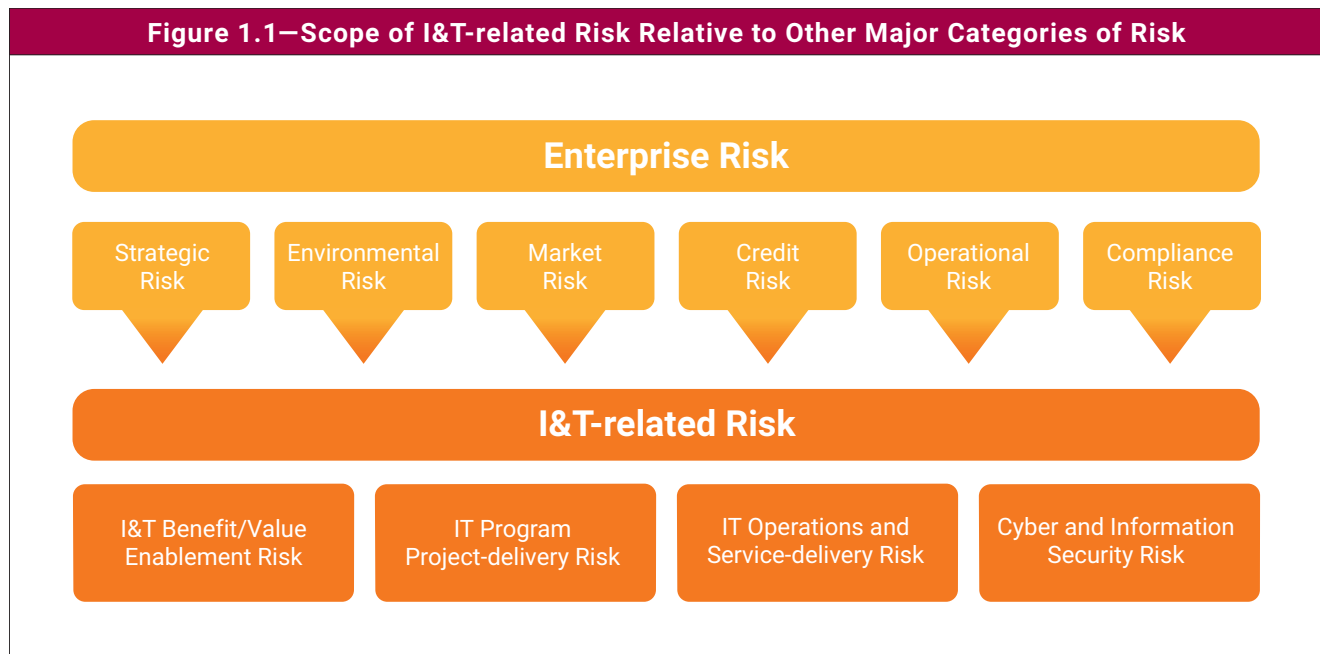 Figure 1.1—Scope of I&T-related Risk Relative to Other Major Categories of Risk
Enterprise Risk
Strategic
Risk
Environmental
Risk
Market
Risk
Credit
Risk
Operational
Risk
Compliance
Risk
I&T-related Risk
I&T Benefit/Value
Enablement Risk
IT Program
Project-delivery Risk
IT Operations and
Service-delivery Risk
Cyber and Information
Security Risk